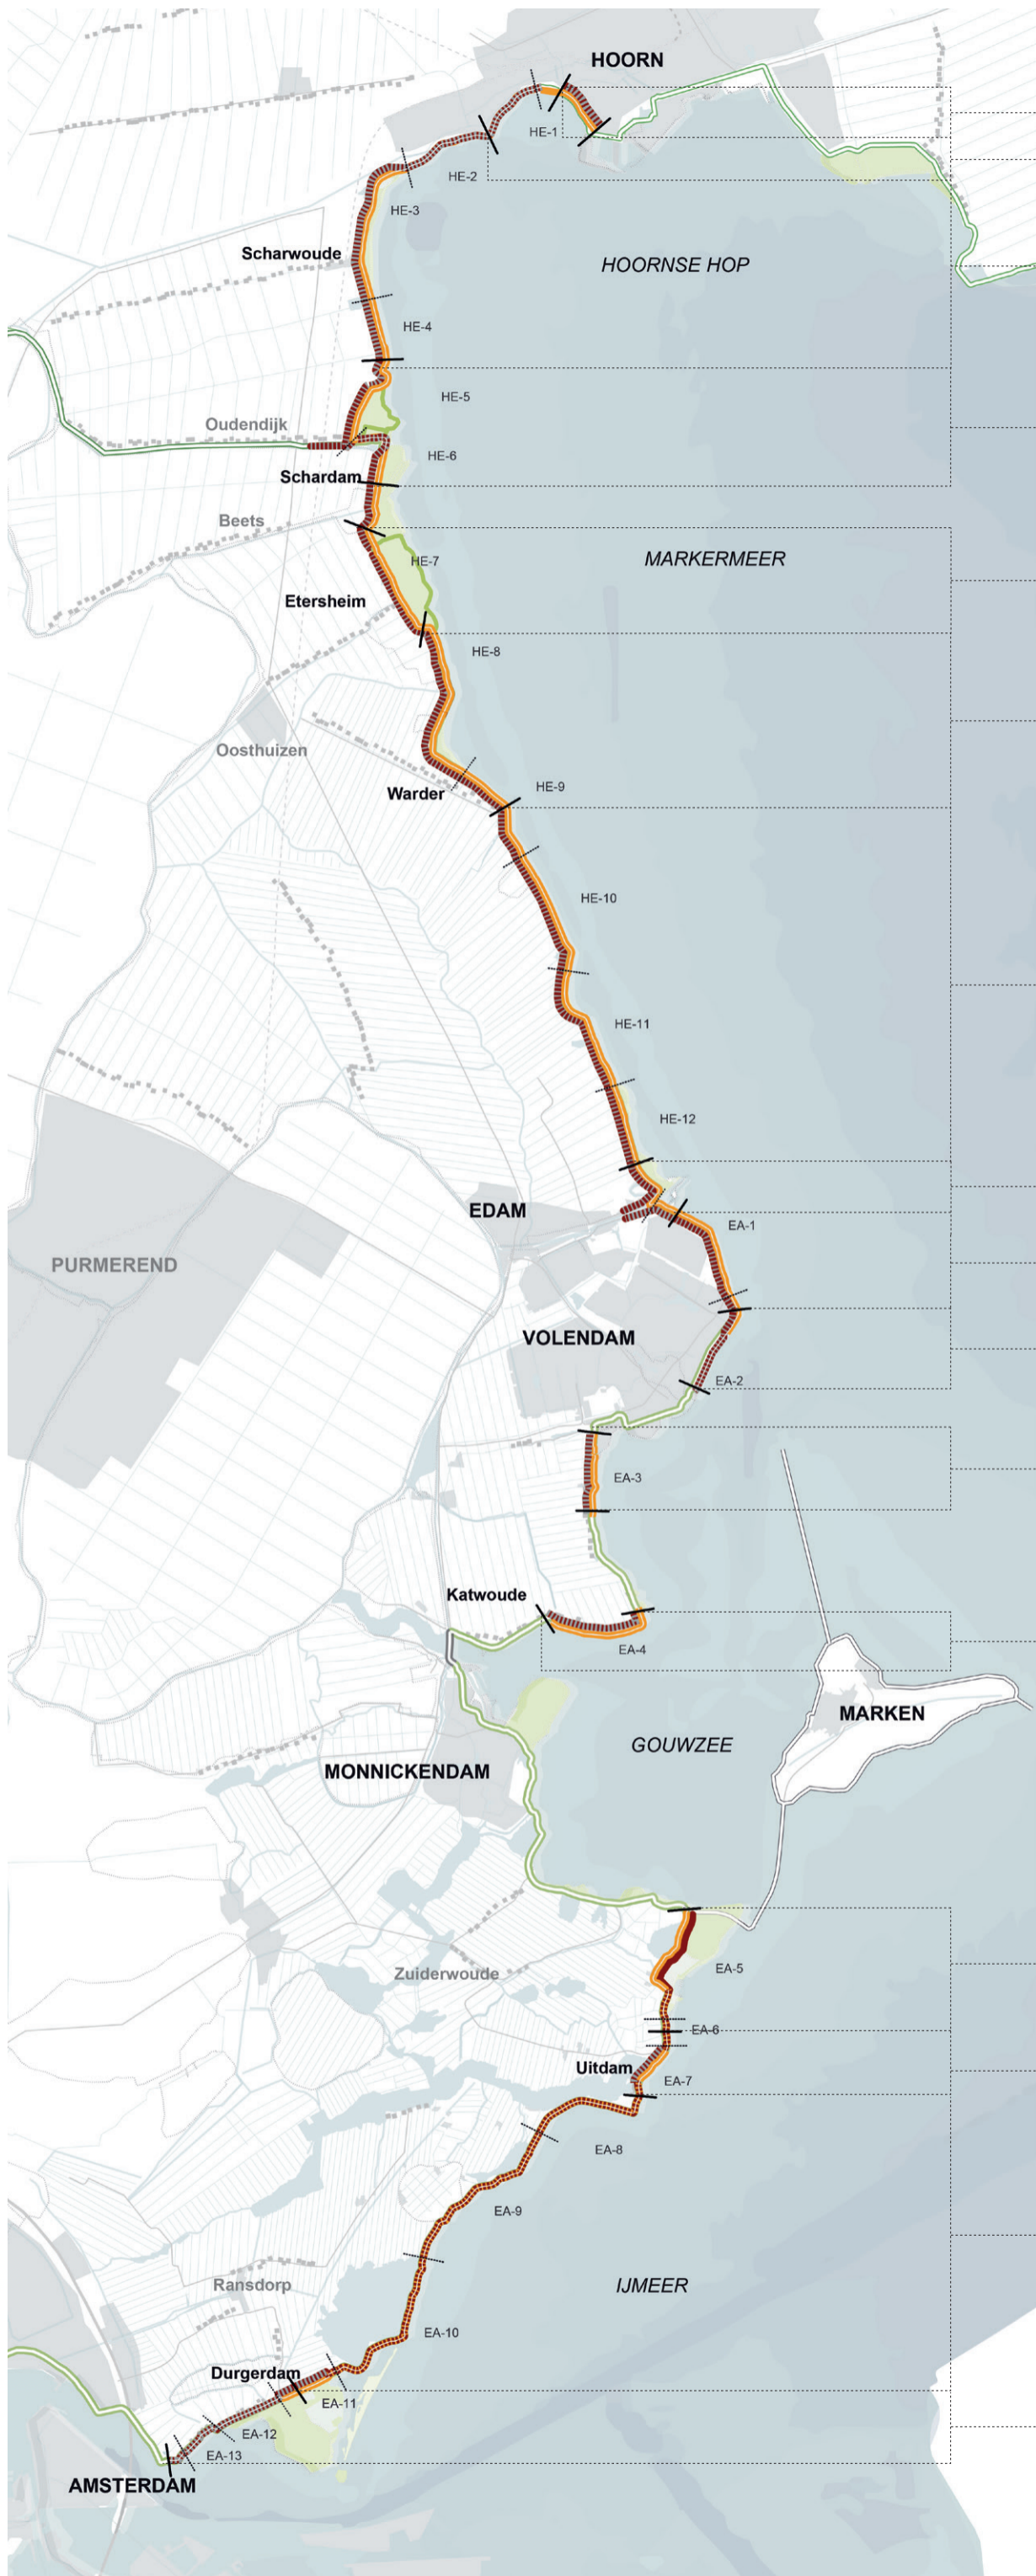 HOORN
HE-1
HE-2
HE-3
Scharwoude
HOORNSE HOP
HE-4
HE-5
Oudendijk
HE-6
Schardam
Beets
HE-7
MARKERMEER
Etersheim
HE-8
Oosthuizen
HE-9
Warder
HE-10
HE-11
HE-12
EDAM
EA-1
PURMEREND
VOLENDAM
EA-2
EA-3
Katwoude
EA-4
MARKEN
GOUWZEE
MONNICKENDAM
EA-5
Zuiderwoude
EA-6
Uitdam
EA-7
EA-8
EA-9
Ransdorp
IJMEER
EA-10
Durgerdam
EA-11
EA-12
EA-13
AMSTERDAM